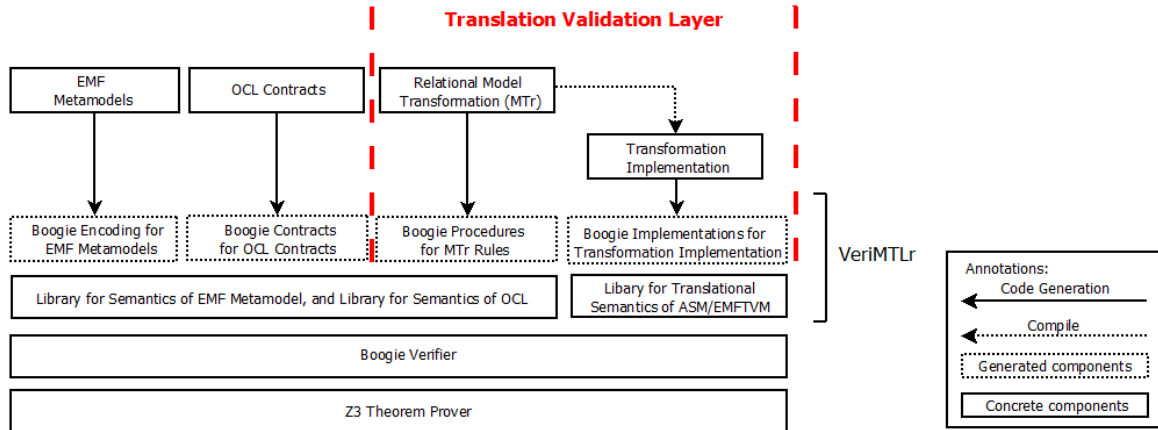 Translation Validation Layer
EMF
Metamodels
OCL Contracts
Relational Model
Transformation (MTr)
Transformation
Implementation
Boogie Encoding for
EMF Metamodels
Boogie Contracts
for OCL Contracts
Boogie Procedures
for MTr Rules
Boogie Implementations for
Transformation Implementation
VeriMTLr
Library for Semantics of EMF Metamodel, and Library for Semantics of OCL
Libary for Translational
Semantics of ASM/EMFTVM
Boogie Verifier
Z3 Theorem Prover
Annotations:
Code Generation
Compile
Generated components
Concrete components